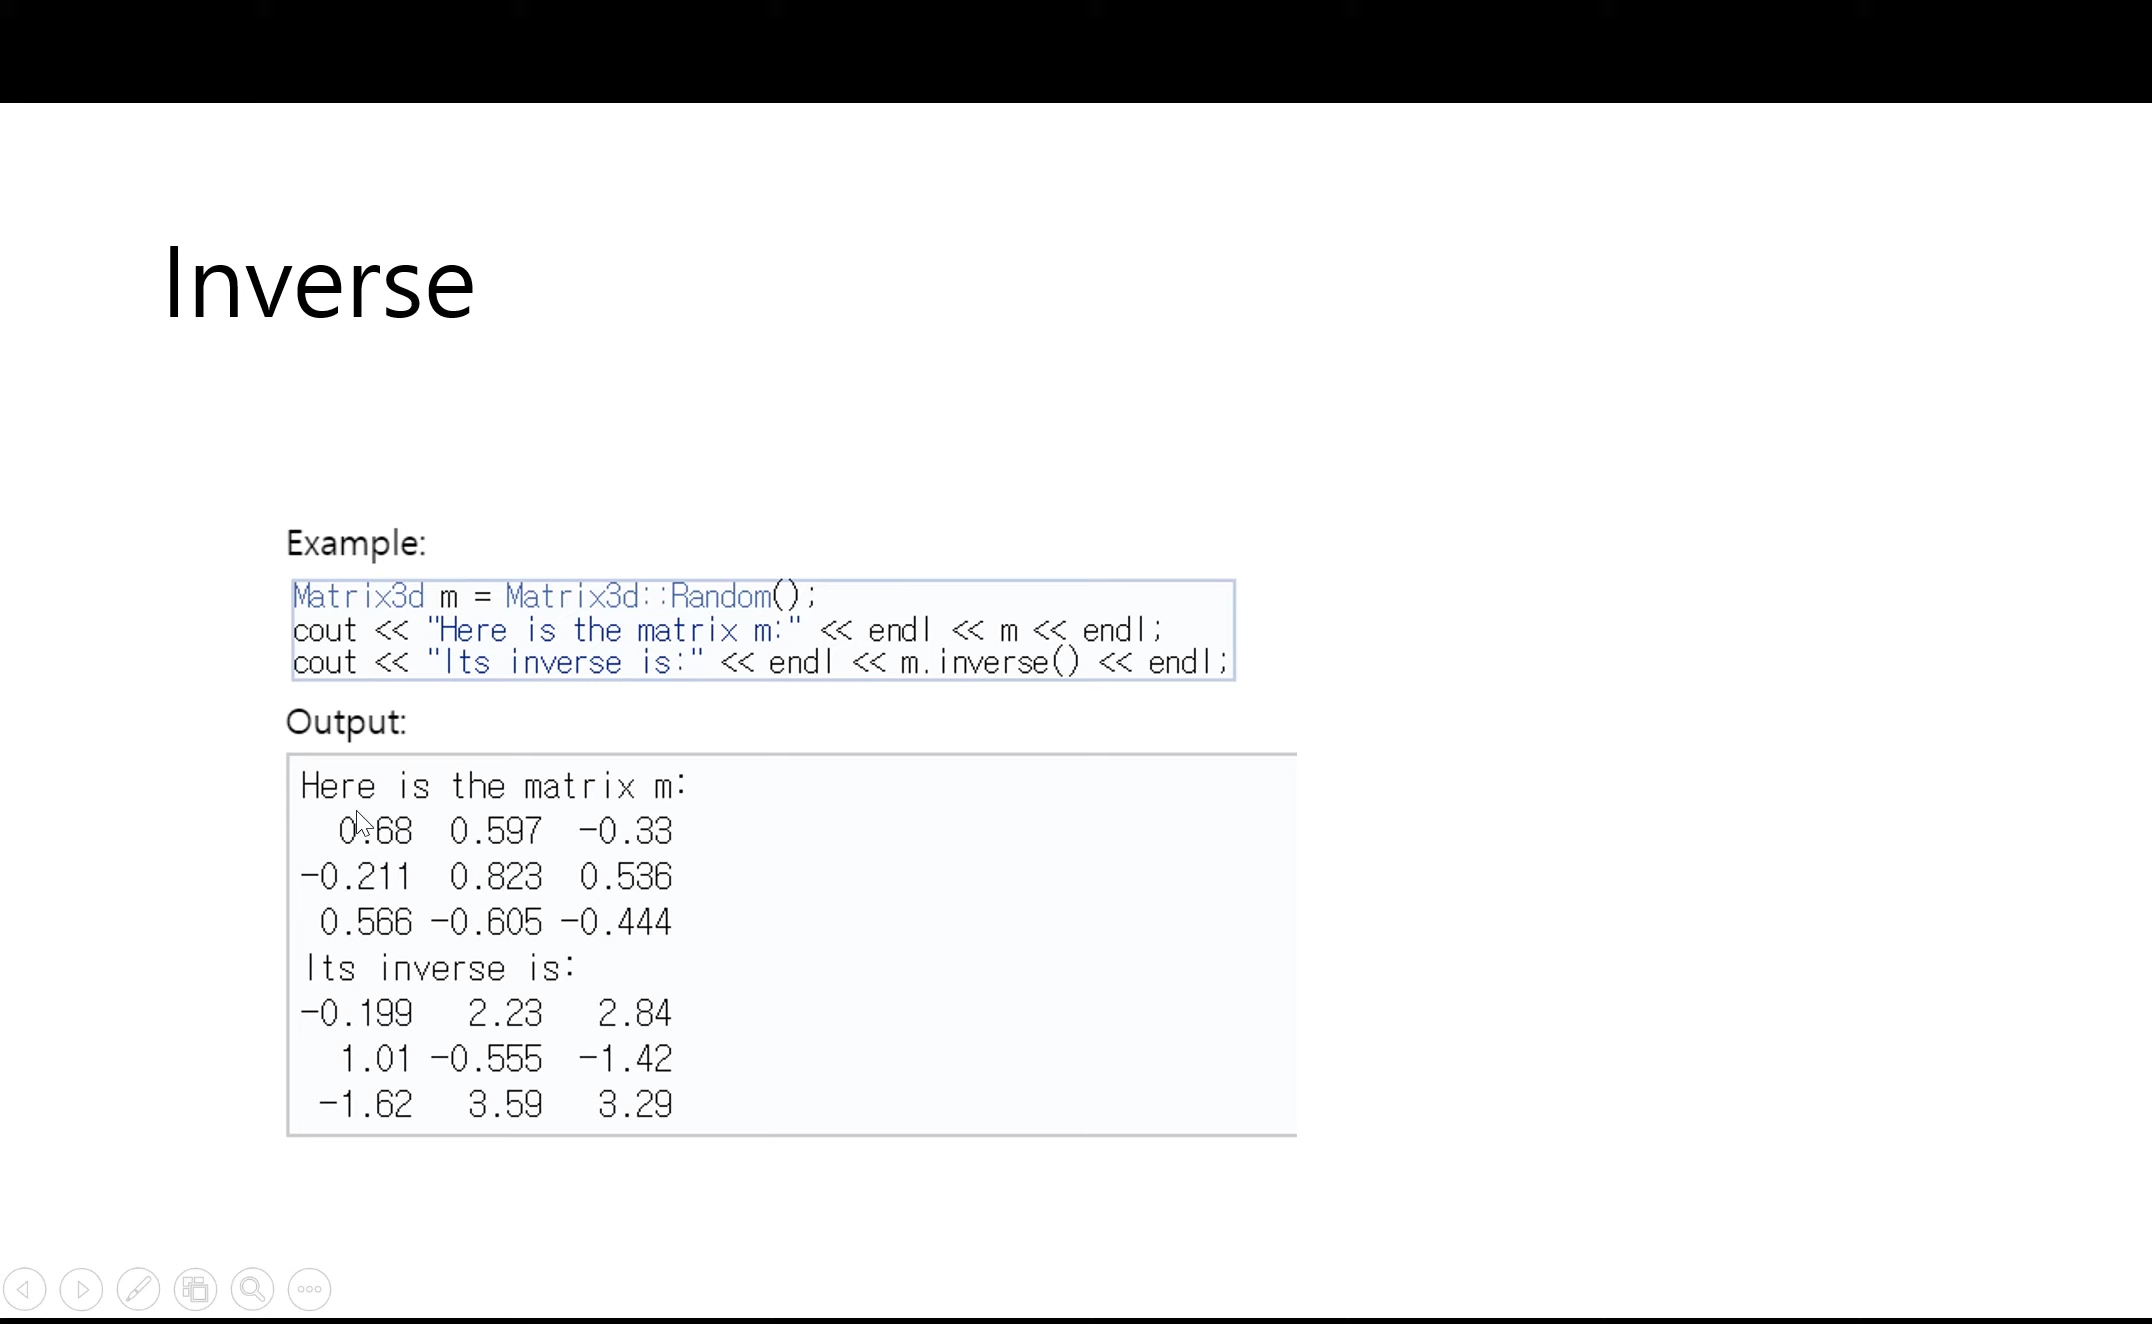 Inverse
Example:
Matrix3d m = Matrix3d::Random();
cout << "Here is the matrix m:" << endl << m << endl;
cout << "Its inverse is:" << endl << m.inverse() << endl;
Output:
Here is the matrix m:
0.68 0.597 -0.33
-0.211 0.823 0.536
0.566 -0.605 -0.444
Its inverse is:
-0.199 2.23 2.84
1.01 -0.555 -1.42
-1.62 3.59 3.29